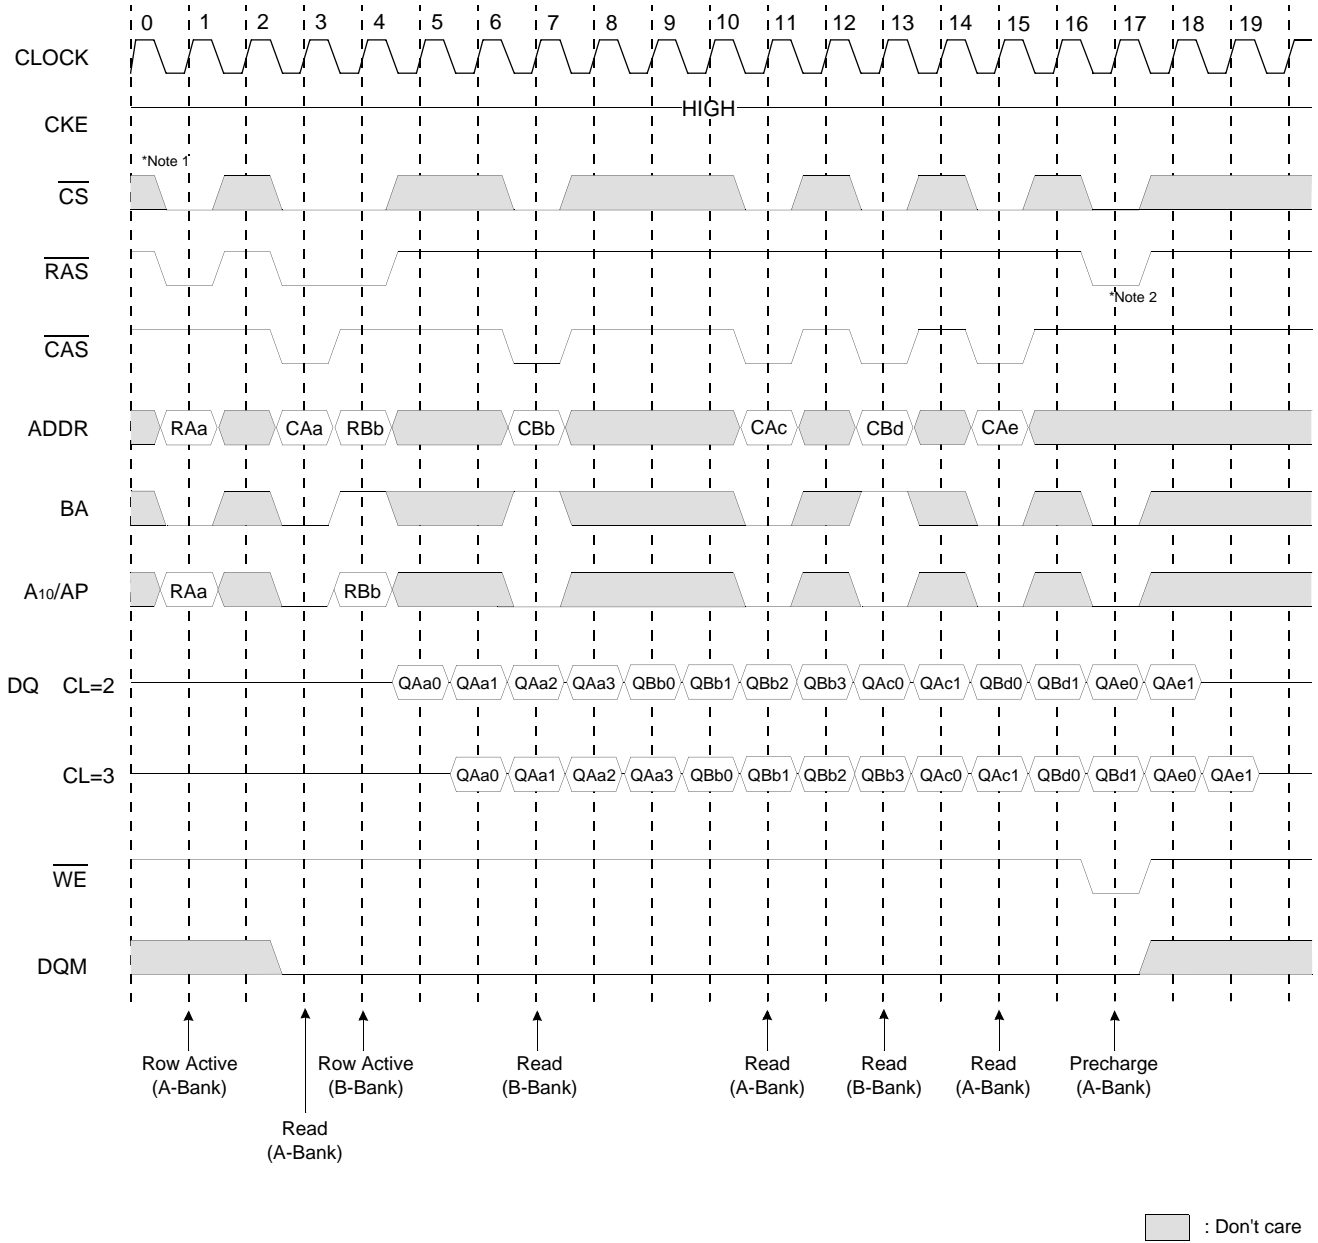 0 1 2 3 4 5 6 7 8 9 10 11 12 13 14 15 16 17 18 19
CLOCK
HIGH
CKE
*Note 1
CS
RAS
*Note 2
CAS
ADDR RAa CAa RBb CBb CAc CBd CAe
BA
A10/AP RAa RBb
DQ CL=2 QAa0 QAa1 QAa2 QAa3 QBb0 QBb1 QBb2 QBb3 QAc0 QAc1 QBd0 QBd1 QAe0 QAe1
CL=3 QAa0 QAa1 QAa2 QAa3 QBb0 QBb1 QBb2 QBb3 QAc0 QAc1 QBd0 QBd1 QAe0 QAe1
WE
DQM
Row Active
(A-Bank)
Row Active
(B-Bank)
Read
(B-Bank)
Read
(A-Bank)
Read
(B-Bank)
Read
(A-Bank)
Precharge
(A-Bank)
Read
(A-Bank)
: Don't care